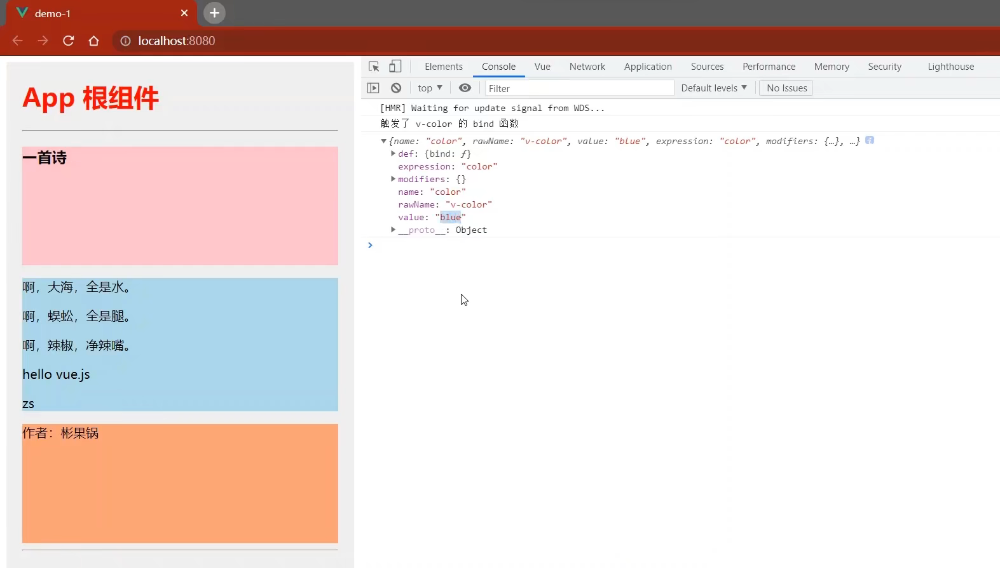 demo-1
localhost:8080
App 根组件
一首诗
啊，大海，全是水。
啊，蜈蚣，全是腿。
啊，辣椒，净辣嘴。
hello vue.js
zs
作者：彬果锅
Elements Console Vue Network Application Sources Performance Memory Security Lighthouse
top Filter Default levels No Issues
[HMR] Waiting for update signal from WDS...
触发了 v-color 的 bind 函数
{name: "color", rawName: "v-color", value: "blue", expression: "color", modifiers: {…}, …}
def: {bind: ƒ}
expression: "color"
modifiers: {}
name: "color"
rawName: "v-color"
value: "blue"
__proto__: Object